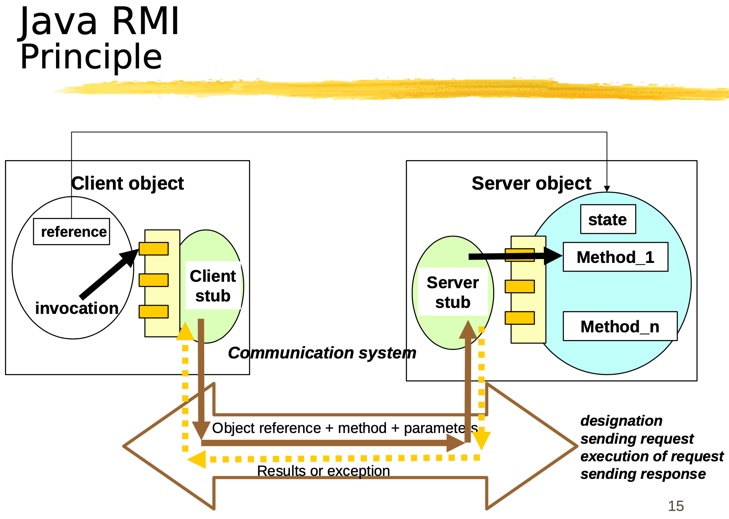 Java RMI
Principle
Client object
Server object
reference
state
Method_1
Client
stub
Server
stub
invocation
Method_n
Communication system
Object reference + method + parameters
designation
sending request
execution of request
sending response
Results or exception
15